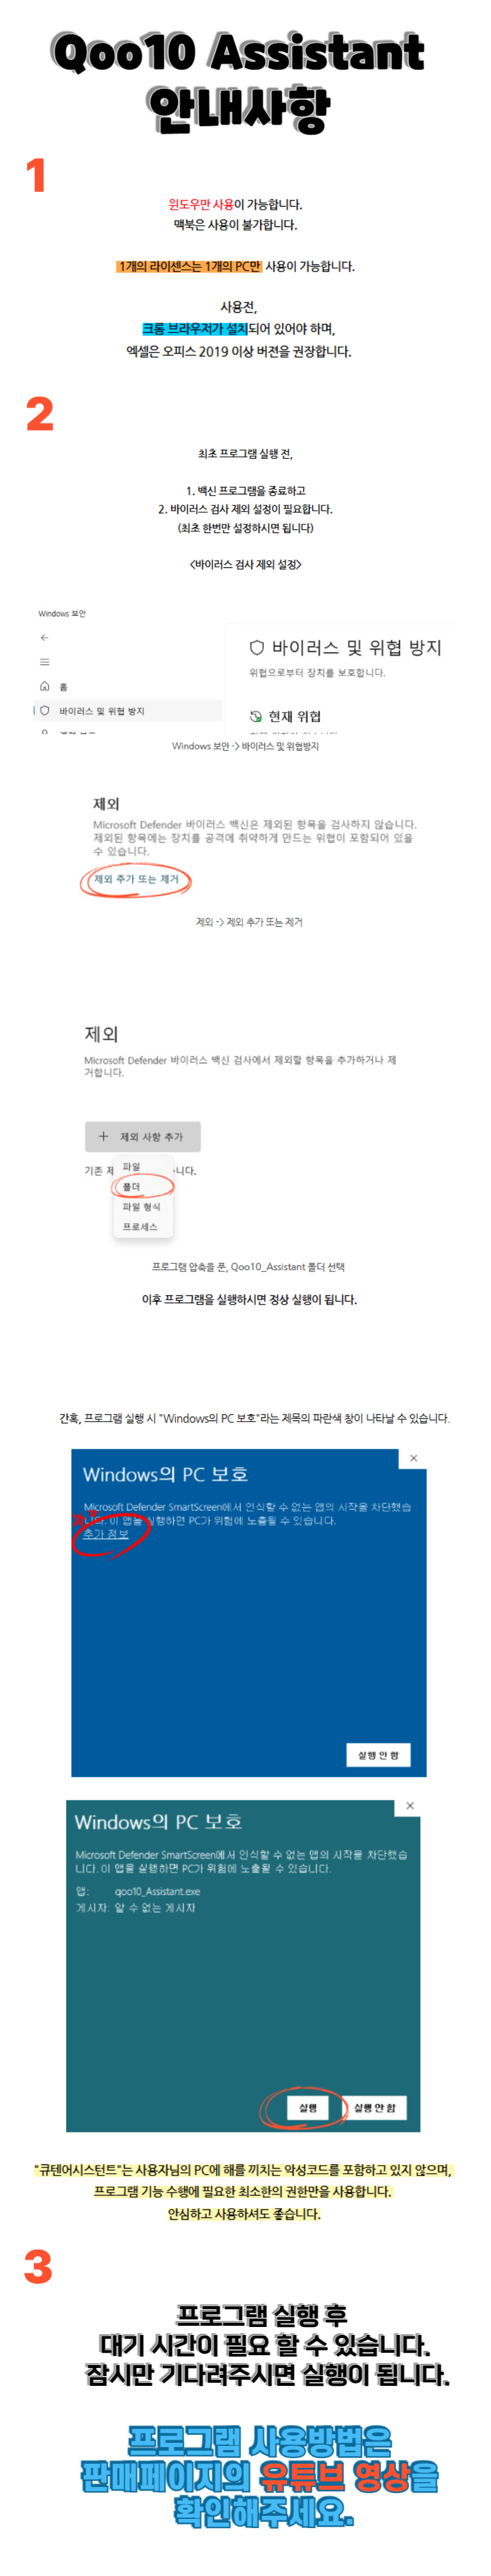 Qoo10 Assistant
안내사항
1
윈도우만 사용이 가능합니다.
맥북은 사용이 불가합니다.
1개의 라이센스는 1개의 PC만 사용이 가능합니다.
사용전,
크롬 브라우저가 설치되어 있어야 하며,
엑셀은 오피스 2019 이상 버젼을 권장합니다.
2
최초 프로그램 실행 전,
1. 백신 프로그램을 종료하고
2. 바이러스 검사 제외 설정이 필요합니다.
(최초 한번만 설정하시면 됩니다)
<바이러스 검사 제외 설정>
Windows 보안
홈
바이러스 및 위협 방지
바이러스 및 위협 방지
위협으로부터 장치를 보호합니다.
현재 위협
Windows 보안 -> 바이러스 및 위협방지
제외
Microsoft Defender 바이러스 백신은 제외된 항목을 검사하지 않습니다.
제외된 항목에는 장치를 공격에 취약하게 만드는 위협이 포함되어 있을
수 있습니다.
제외 추가 또는 제거
제외 -> 제외 추가 또는 제거
제외
Microsoft Defender 바이러스 백신 검사에서 제외할 항목을 추가하거나 제
거합니다.
+ 제외 사항 추가
기존 제 니다.
파일
폴더
파일 형식
프로세스
프로그램 압축을 푼, Qoo10_Assistant 폴더 선택
이후 프로그램을 실행하시면 정상 실행이 됩니다.
간혹, 프로그램 실행 시 "Windows의 PC 보호"라는 제목의 파란색 창이 나타날 수 있습니다.
Windows의 PC 보호
Microsoft Defender SmartScreen에서 인식할 수 없는 앱의 시작을 차단했습
니다. 이 앱을 실행하면 PC가 위험에 노출될 수 있습니다.
추가 정보
실행 안 함
Windows의 PC 보호
Microsoft Defender SmartScreen에서 인식할 수 없는 앱의 시작을 차단했습
니다. 이 앱을 실행하면 PC가 위험에 노출될 수 있습니다.
앱: qoo10_Assistant.exe
게시자: 알 수 없는 게시자
실행
실행 안 함
"큐텐어시스턴트"는 사용자님의 PC에 해를 끼치는 악성코드를 포함하고 있지 않으며,
프로그램 기능 수행에 필요한 최소한의 권한만을 사용합니다.
안심하고 사용하셔도 좋습니다.
3
프로그램 실행 후
대기 시간이 필요 할 수 있습니다.
잠시만 기다려주시면 실행이 됩니다.
프로그램 사용방법은
판매페이지의 유튜브 영상을
확인해주세요.